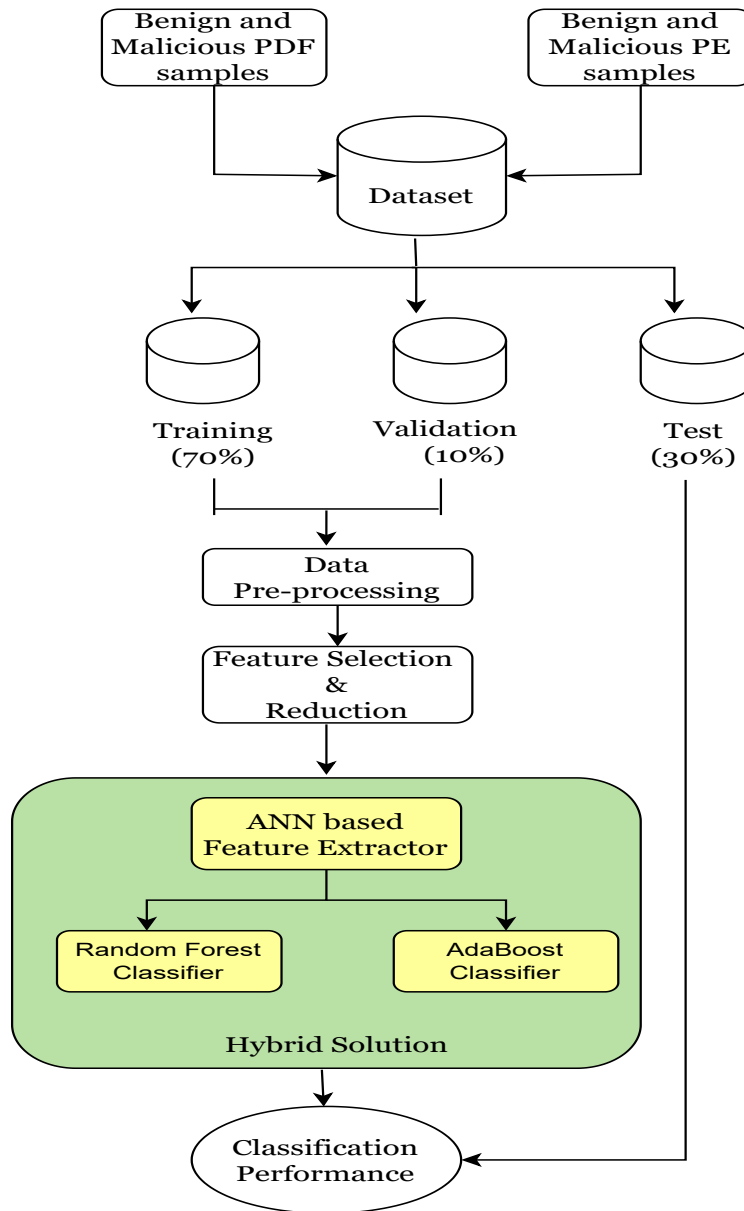 Benign and
Malicious PDF
samples
Benign and
Malicious PE
samples
Dataset
Training
(70%)
Validation
(10%)
Test
(30%)
Data
Pre-processing
Feature Selection
&
Reduction
ANN based
Feature Extractor
Random Forest
Classifier
AdaBoost
Classifier
Hybrid Solution
Classification
Performance